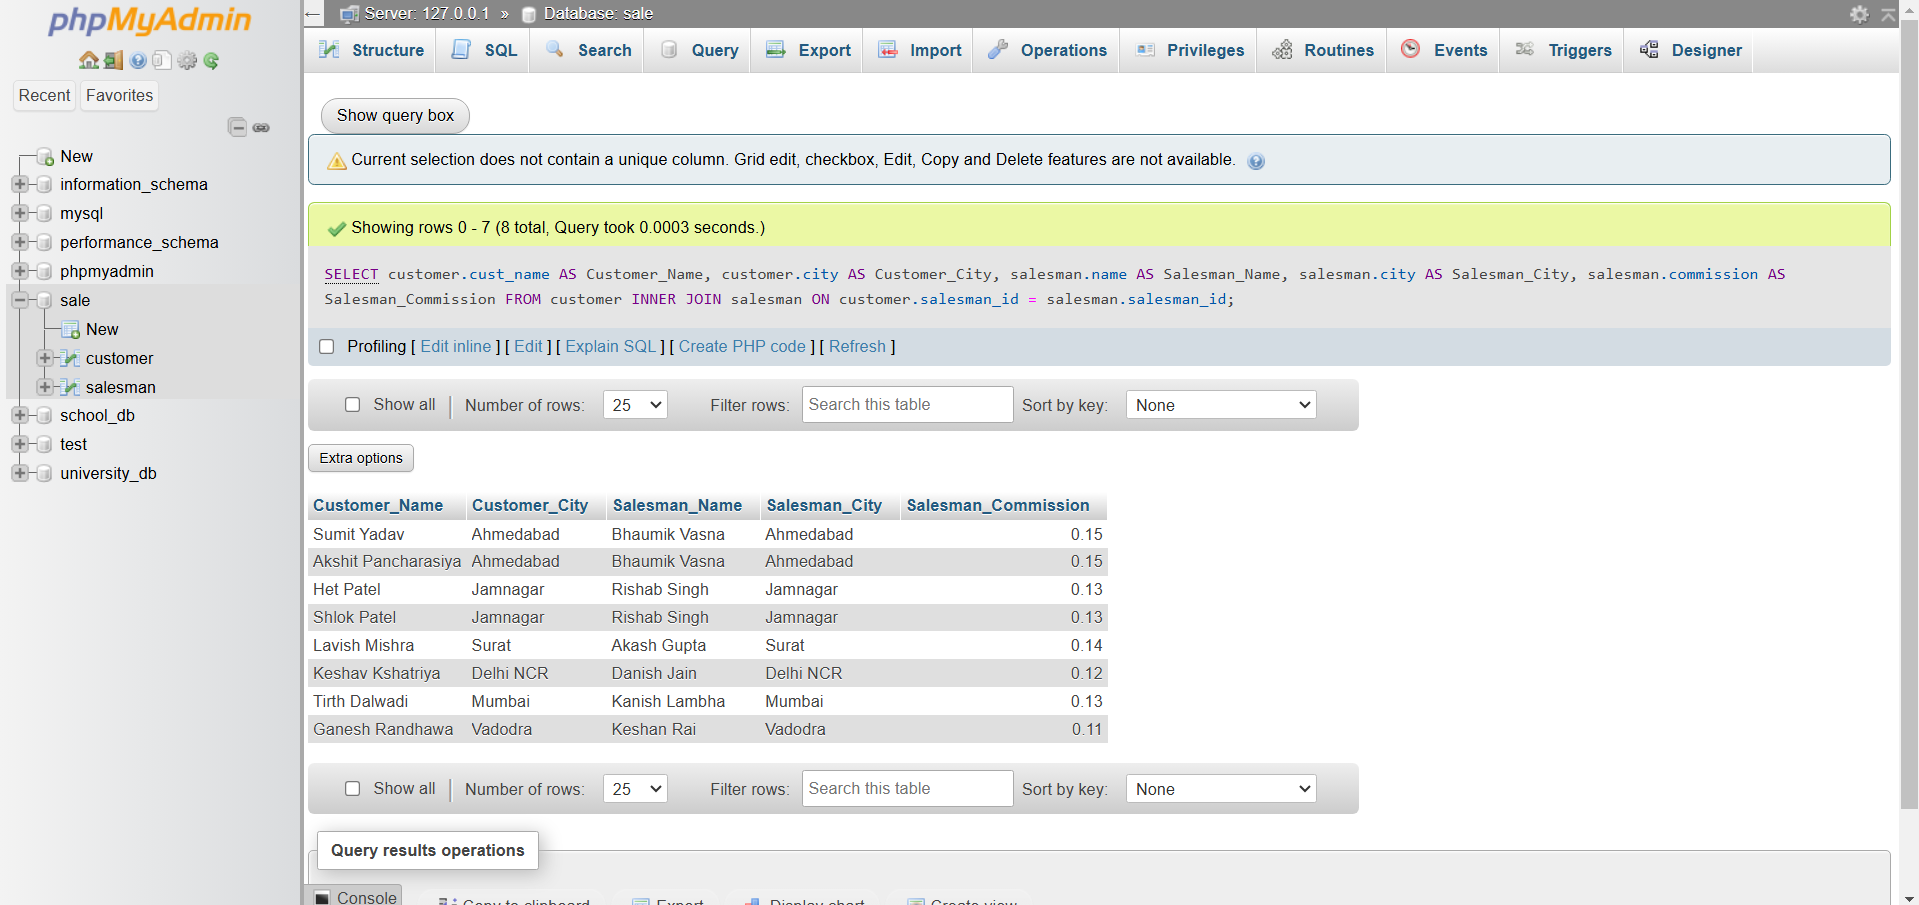 phpMyAdmin
Recent Favorites
New
information_schema
mysql
performance_schema
phpmyadmin
sale
New
customer
salesman
school_db
test
university_db
Server: 127.0.0.1 » Database: sale
Structure SQL Search Query Export Import Operations Privileges Routines Events Triggers Designer
Show query box
Current selection does not contain a unique column. Grid edit, checkbox, Edit, Copy and Delete features are not available.
Showing rows 0 - 7 (8 total, Query took 0.0003 seconds.)
SELECT customer.cust_name AS Customer_Name, customer.city AS Customer_City, salesman.name AS Salesman_Name, salesman.city AS Salesman_City, salesman.commission AS
Salesman_Commission FROM customer INNER JOIN salesman ON customer.salesman_id = salesman.salesman_id;
Profiling [ Edit inline ] [ Edit ] [ Explain SQL ] [ Create PHP code ] [ Refresh ]
Show all | Number of rows: 25 Filter rows: Search this table Sort by key: None
Extra options
Customer_Name Customer_City Salesman_Name Salesman_City Salesman_Commission
Sumit Yadav Ahmedabad Bhaumik Vasna Ahmedabad 0.15
Akshit Pancharasiya Ahmedabad Bhaumik Vasna Ahmedabad 0.15
Het Patel Jamnagar Rishab Singh Jamnagar 0.13
Shlok Patel Jamnagar Rishab Singh Jamnagar 0.13
Lavish Mishra Surat Akash Gupta Surat 0.14
Keshav Kshatriya Delhi NCR Danish Jain Delhi NCR 0.12
Tirth Dalwadi Mumbai Kanish Lambha Mumbai 0.13
Ganesh Randhawa Vadodra Keshan Rai Vadodra 0.11
Show all | Number of rows: 25 Filter rows: Search this table Sort by key: None
Query results operations
Console Copy to clipboard Export Display chart Create view